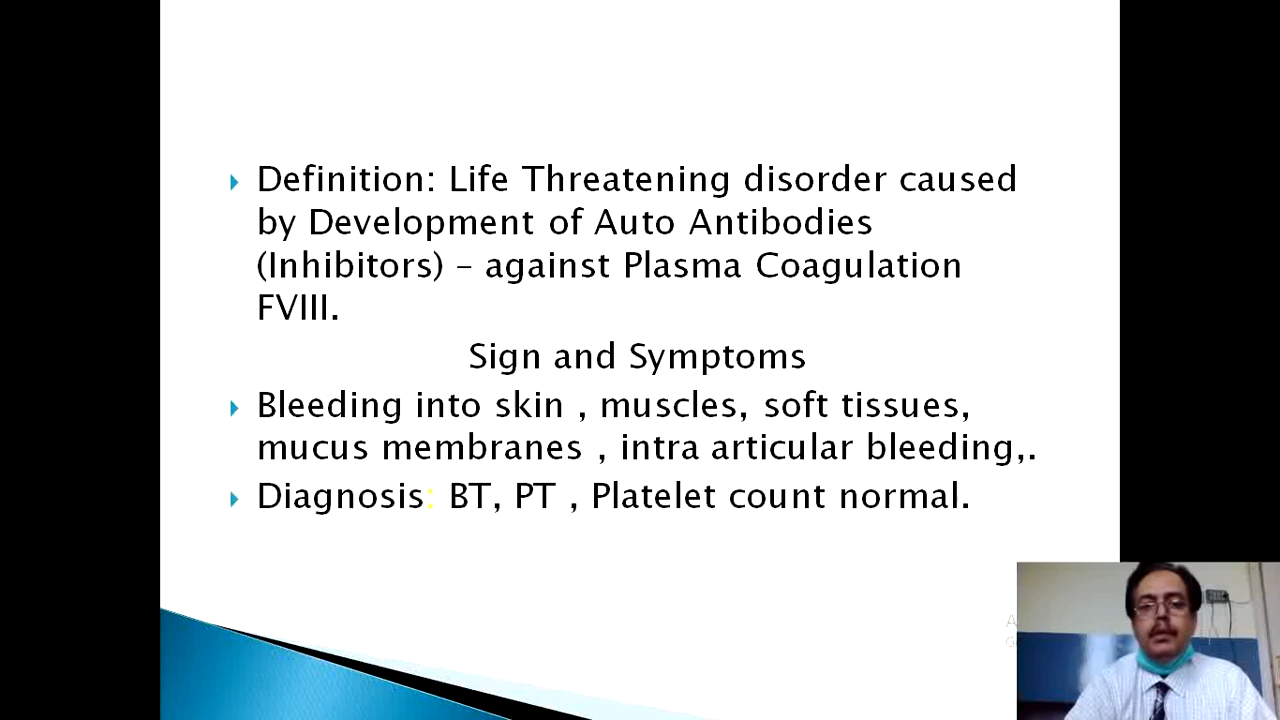 Definition: Life Threatening disorder caused
by Development of Auto Antibodies
(Inhibitors) – against Plasma Coagulation
FVIII.
Sign and Symptoms
Bleeding into skin , muscles, soft tissues,
mucus membranes , intra articular bleeding,.
Diagnosis: BT, PT , Platelet count normal.